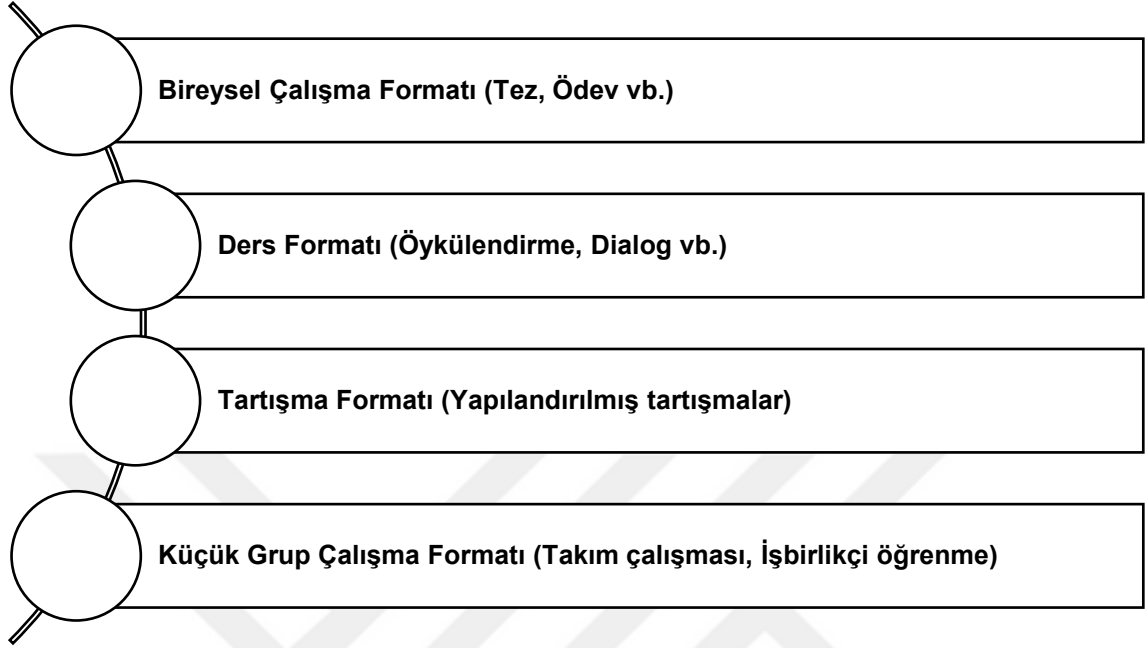 Bireysel Çalışma Formatı (Tez, Ödev vb.)
Ders Formatı (Öykülendirme, Dialog vb.)
Tartışma Formatı (Yapılandırılmış tartışmalar)
Küçük Grup Çalışma Formatı (Takım çalışması, İşbirlikçi öğrenme)